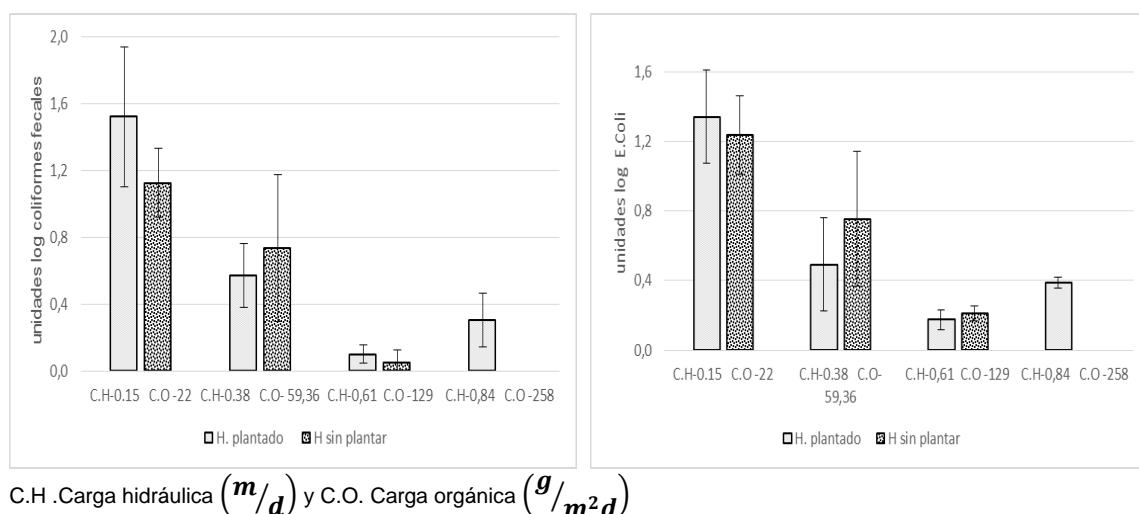 unidades log coliformes fecales
2,0
1,6
1,2
0,8
0,4
0,0
C.H-0.15 C.O -22 C.H-0.38 C.O- 59,36 C.H-0,61 C.O -129 C.H-0,84 C.O -258
H. plantado H sin plantar
unidades log E.Coli
1,6
1,2
0,8
0,4
0,0
C.H-0.15 C.O -22 C.H-0.38 C.O- C.H-0,61 C.O -129 C.H-0,84 C.O -258
59,36
H. plantado H sin plantar
C.H .Carga hidráulica (m/d) y C.O. Carga orgánica (g/m²d)